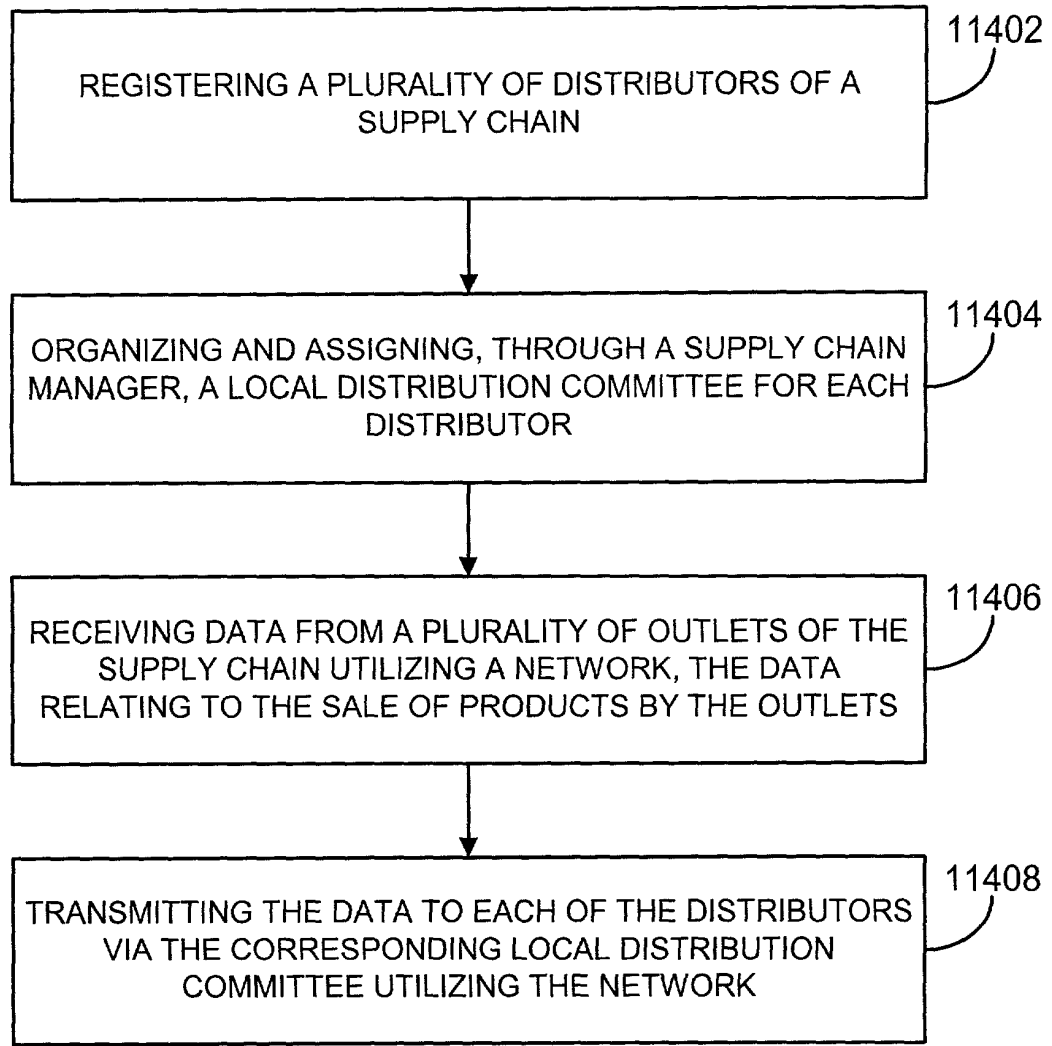 11402
REGISTERING A PLURALITY OF DISTRIBUTORS OF A
SUPPLY CHAIN
11404
ORGANIZING AND ASSIGNING, THROUGH A SUPPLY CHAIN
MANAGER, A LOCAL DISTRIBUTION COMMITTEE FOR EACH
DISTRIBUTOR
11406
RECEIVING DATA FROM A PLURALITY OF OUTLETS OF THE
SUPPLY CHAIN UTILIZING A NETWORK, THE DATA
RELATING TO THE SALE OF PRODUCTS BY THE OUTLETS
11408
TRANSMITTING THE DATA TO EACH OF THE DISTRIBUTORS
VIA THE CORRESPONDING LOCAL DISTRIBUTION
COMMITTEE UTILIZING THE NETWORK